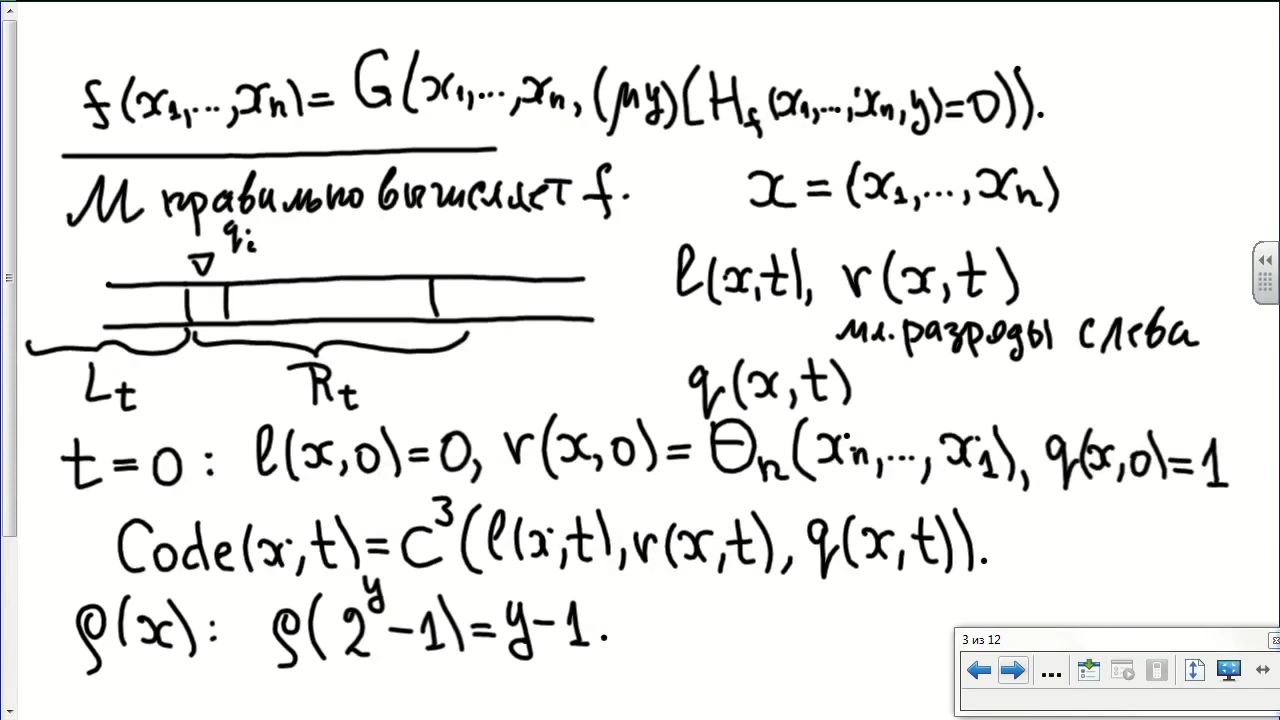 f(x₁,...,xₙ)=G(x₁,...,xₙ,(μy)(H_f(x₁,...,xₙ,y)=0)).
M правильно вычисляет f.
x=(x₁,...,xₙ)
qᵢ
l(x,t), r(x,t)
мл. разряды слева
Lₜ
Rₜ
q(x,t)
t=0: l(x,0)=0, r(x,0)=Θₙ(xₙ,...,x₁), q(x,0)=1
Code(x,t)=c³(l(x,t),r(x,t),q(x,t)).
ρ(x): ρ(2ʸ-1)=y-1.
3 из 12